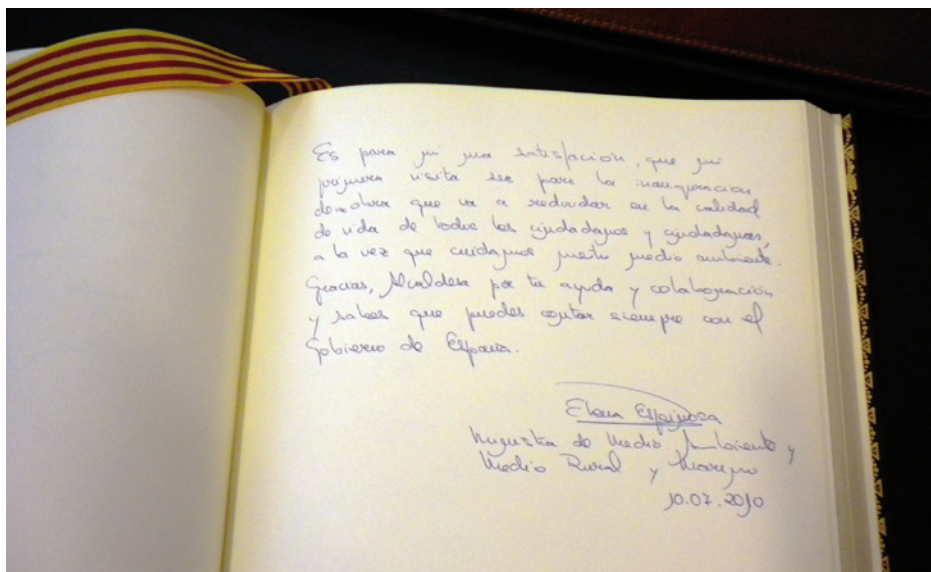 Es para mi una satisfación, que mi
primera visita sea para la inauguración
de obra que va a redundar en la calidad
de vida de todos los ciudadanos y ciudadanas,
a la vez que cuidamos nuestro medio ambiente.
Gracias, Alcaldesa por tu ayuda y colaboración
y sabes que puedes contar siempre con el
Gobierno de España.
Elena Espinosa
Ministra de Medio Ambiente y
Medio Rural y Marino
10.07.2010